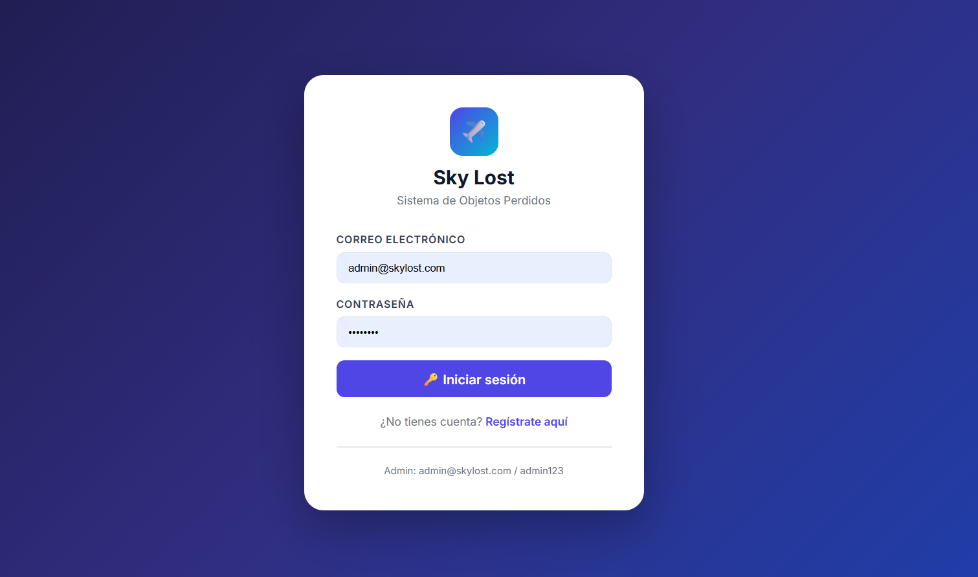 Sky Lost
Sistema de Objetos Perdidos
CORREO ELECTRÓNICO
admin@skylost.com
CONTRASEÑA
••••••••
🔑 Iniciar sesión
¿No tienes cuenta? Regístrate aquí
Admin: admin@skylost.com / admin123